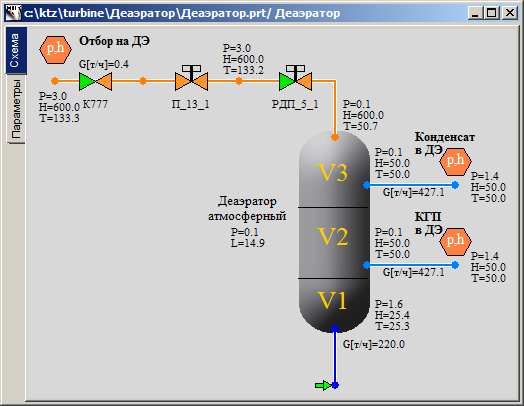 c:\ktz\turbine\Деаэратор\Деаэратор.prt/ Деаэратор
Схема
Параметры
p,h
Отбор на ДЭ
G[т/ч]=0.4
P=3.0
H=600.0
T=133.3
К777
P=3.0
H=600.0
T=133.2
П_13_1
РДП_5_1
P=0.1
H=600.0
T=50.7
Конденсат
в ДЭ
p,h
P=0.1
H=50.0
T=50.0
G[т/ч]=427.1
P=1.4
H=50.0
T=50.0
V3
Деаэратор
атмосферный
P=0.1
L=14.9
V2
КГП
в ДЭ
p,h
P=0.1
H=50.0
T=50.0
G[т/ч]=427.1
P=1.4
H=50.0
T=50.0
V1
P=1.6
H=25.4
T=25.3
G[т/ч]=220.0